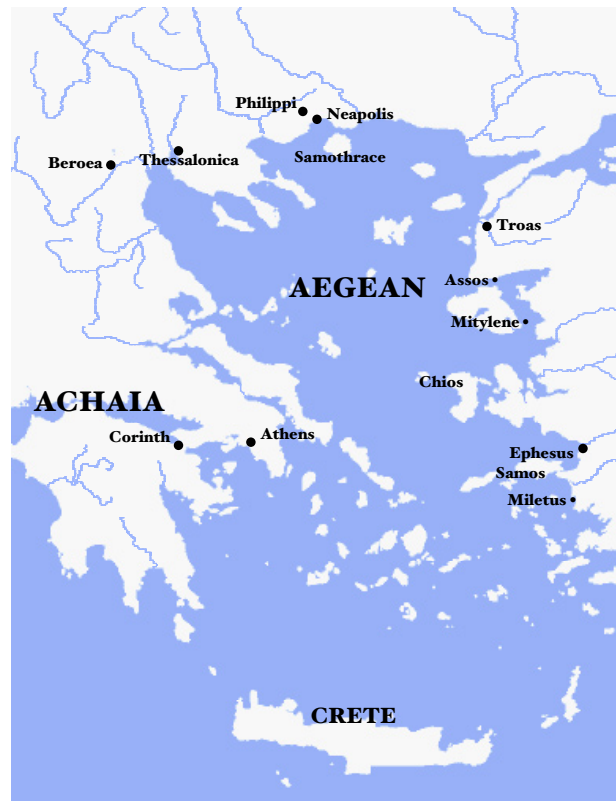 Philippi
Neapolis
Beroea
Thessalonica
Samothrace
Troas
Assos
AEGEAN
Mitylene
Chios
ACHAIA
Corinth
Athens
Ephesus
Samos
Miletus
CRETE